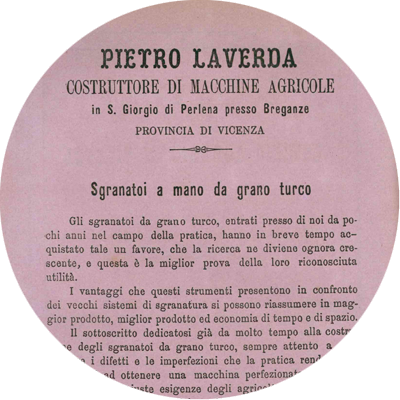 PIETRO LAVERDA
COSTRUTTORE DI MACCHINE AGRICOLE
in S. Giorgio di Perlena presso Breganze
PROVINCIA DI VICENZA
Sgranatoi a mano da grano turco
Gli sgranatoi da grano turco, entrati presso di noi da po-
chi anni nel campo della pratica, hanno in breve tempo ac-
quistato tale un favore, che la ricerca ne diviene ognora cre-
scente, e questa è la miglior prova della loro riconosciuta
utilità.
I vantaggi che questi strumenti presentono in confronto
dei vecchi sistemi di sgranatura si possono riassumere in mag-
gior prodotto, miglior prodotto ed economia di tempo e di spazio.
Il sottoscritto dedicatosi già da molto tempo alla costr
ne degli sgranatoi da grano turco, sempre attento a
i difetti e le imperfezioni che la pratica rend
ad ottenere una macchina perfezionat
uste esigenze degli agricol